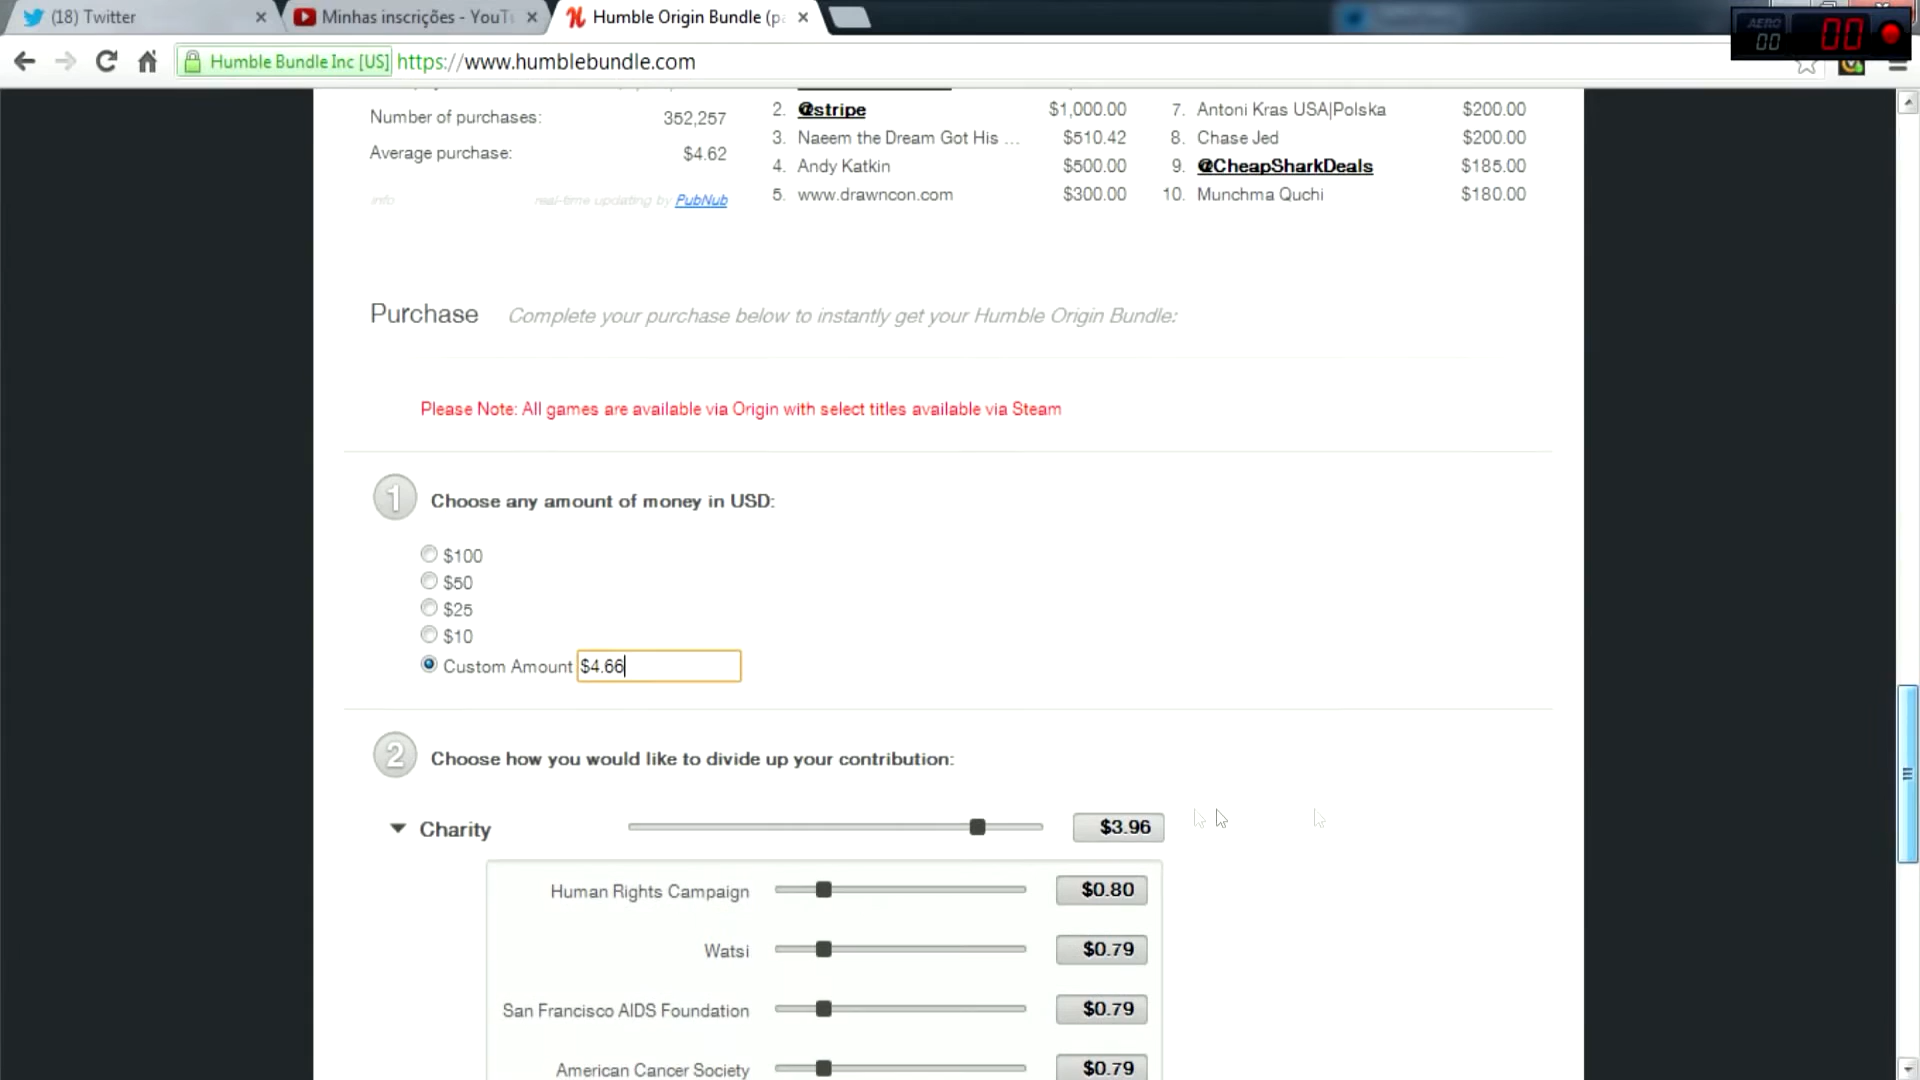 (18) Twitter
Minhas inscrições - YouT
Humble Origin Bundle (p
AERO
00
00
Humble Bundle Inc [US]
https://www.humblebundle.com
Number of purchases: 352,257
Average purchase: $4.62
info real-time updating by PubNub
2. @stripe $1,000.00
3. Naeem the Dream Got His ... $510.42
4. Andy Katkin $500.00
5. www.drawncon.com $300.00
7. Antoni Kras USA|Polska $200.00
8. Chase Jed $200.00
9. @CheapSharkDeals $185.00
10. Munchma Quchi $180.00
Purchase Complete your purchase below to instantly get your Humble Origin Bundle:
Please Note: All games are available via Origin with select titles available via Steam
1 Choose any amount of money in USD:
$100
$50
$25
$10
Custom Amount $4.66
2 Choose how you would like to divide up your contribution:
Charity $3.96
Human Rights Campaign $0.80
Watsi $0.79
San Francisco AIDS Foundation $0.79
American Cancer Society $0.79